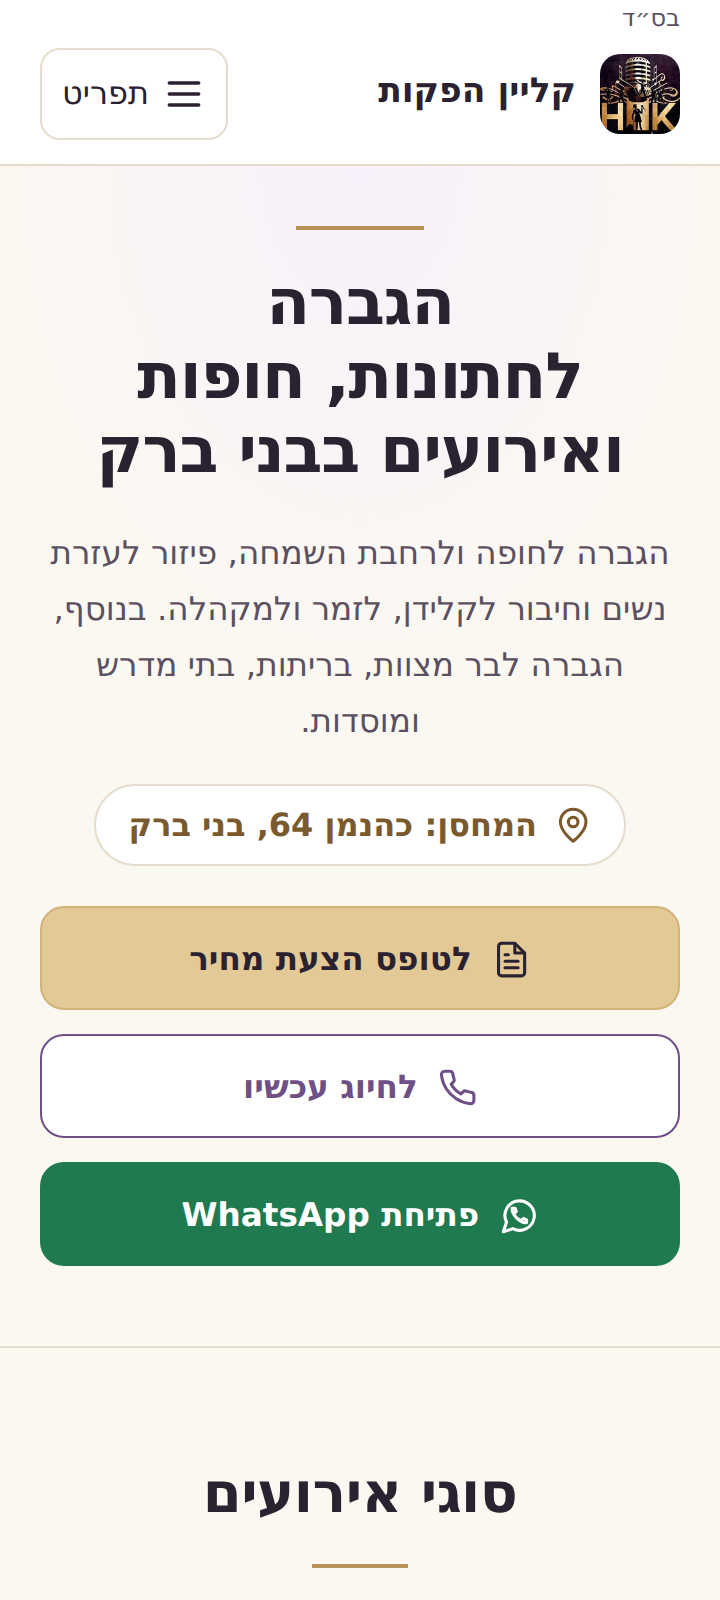 בס״ד
קליין הפקות
תפריט
הגברה
לחתונות, חופות
ואירועים בבני ברק
הגברה לחופה ולרחבת השמחה, פיזור לעזרת
נשים וחיבור לקלידן, לזמר ולמקהלה. בנוסף,
הגברה לבר מצוות, בריתות, בתי מדרש
ומוסדות.
המחסן: כהנמן 64, בני ברק
לטופס הצעת מחיר
לחיוג עכשיו
פתיחת WhatsApp
סוגי אירועים